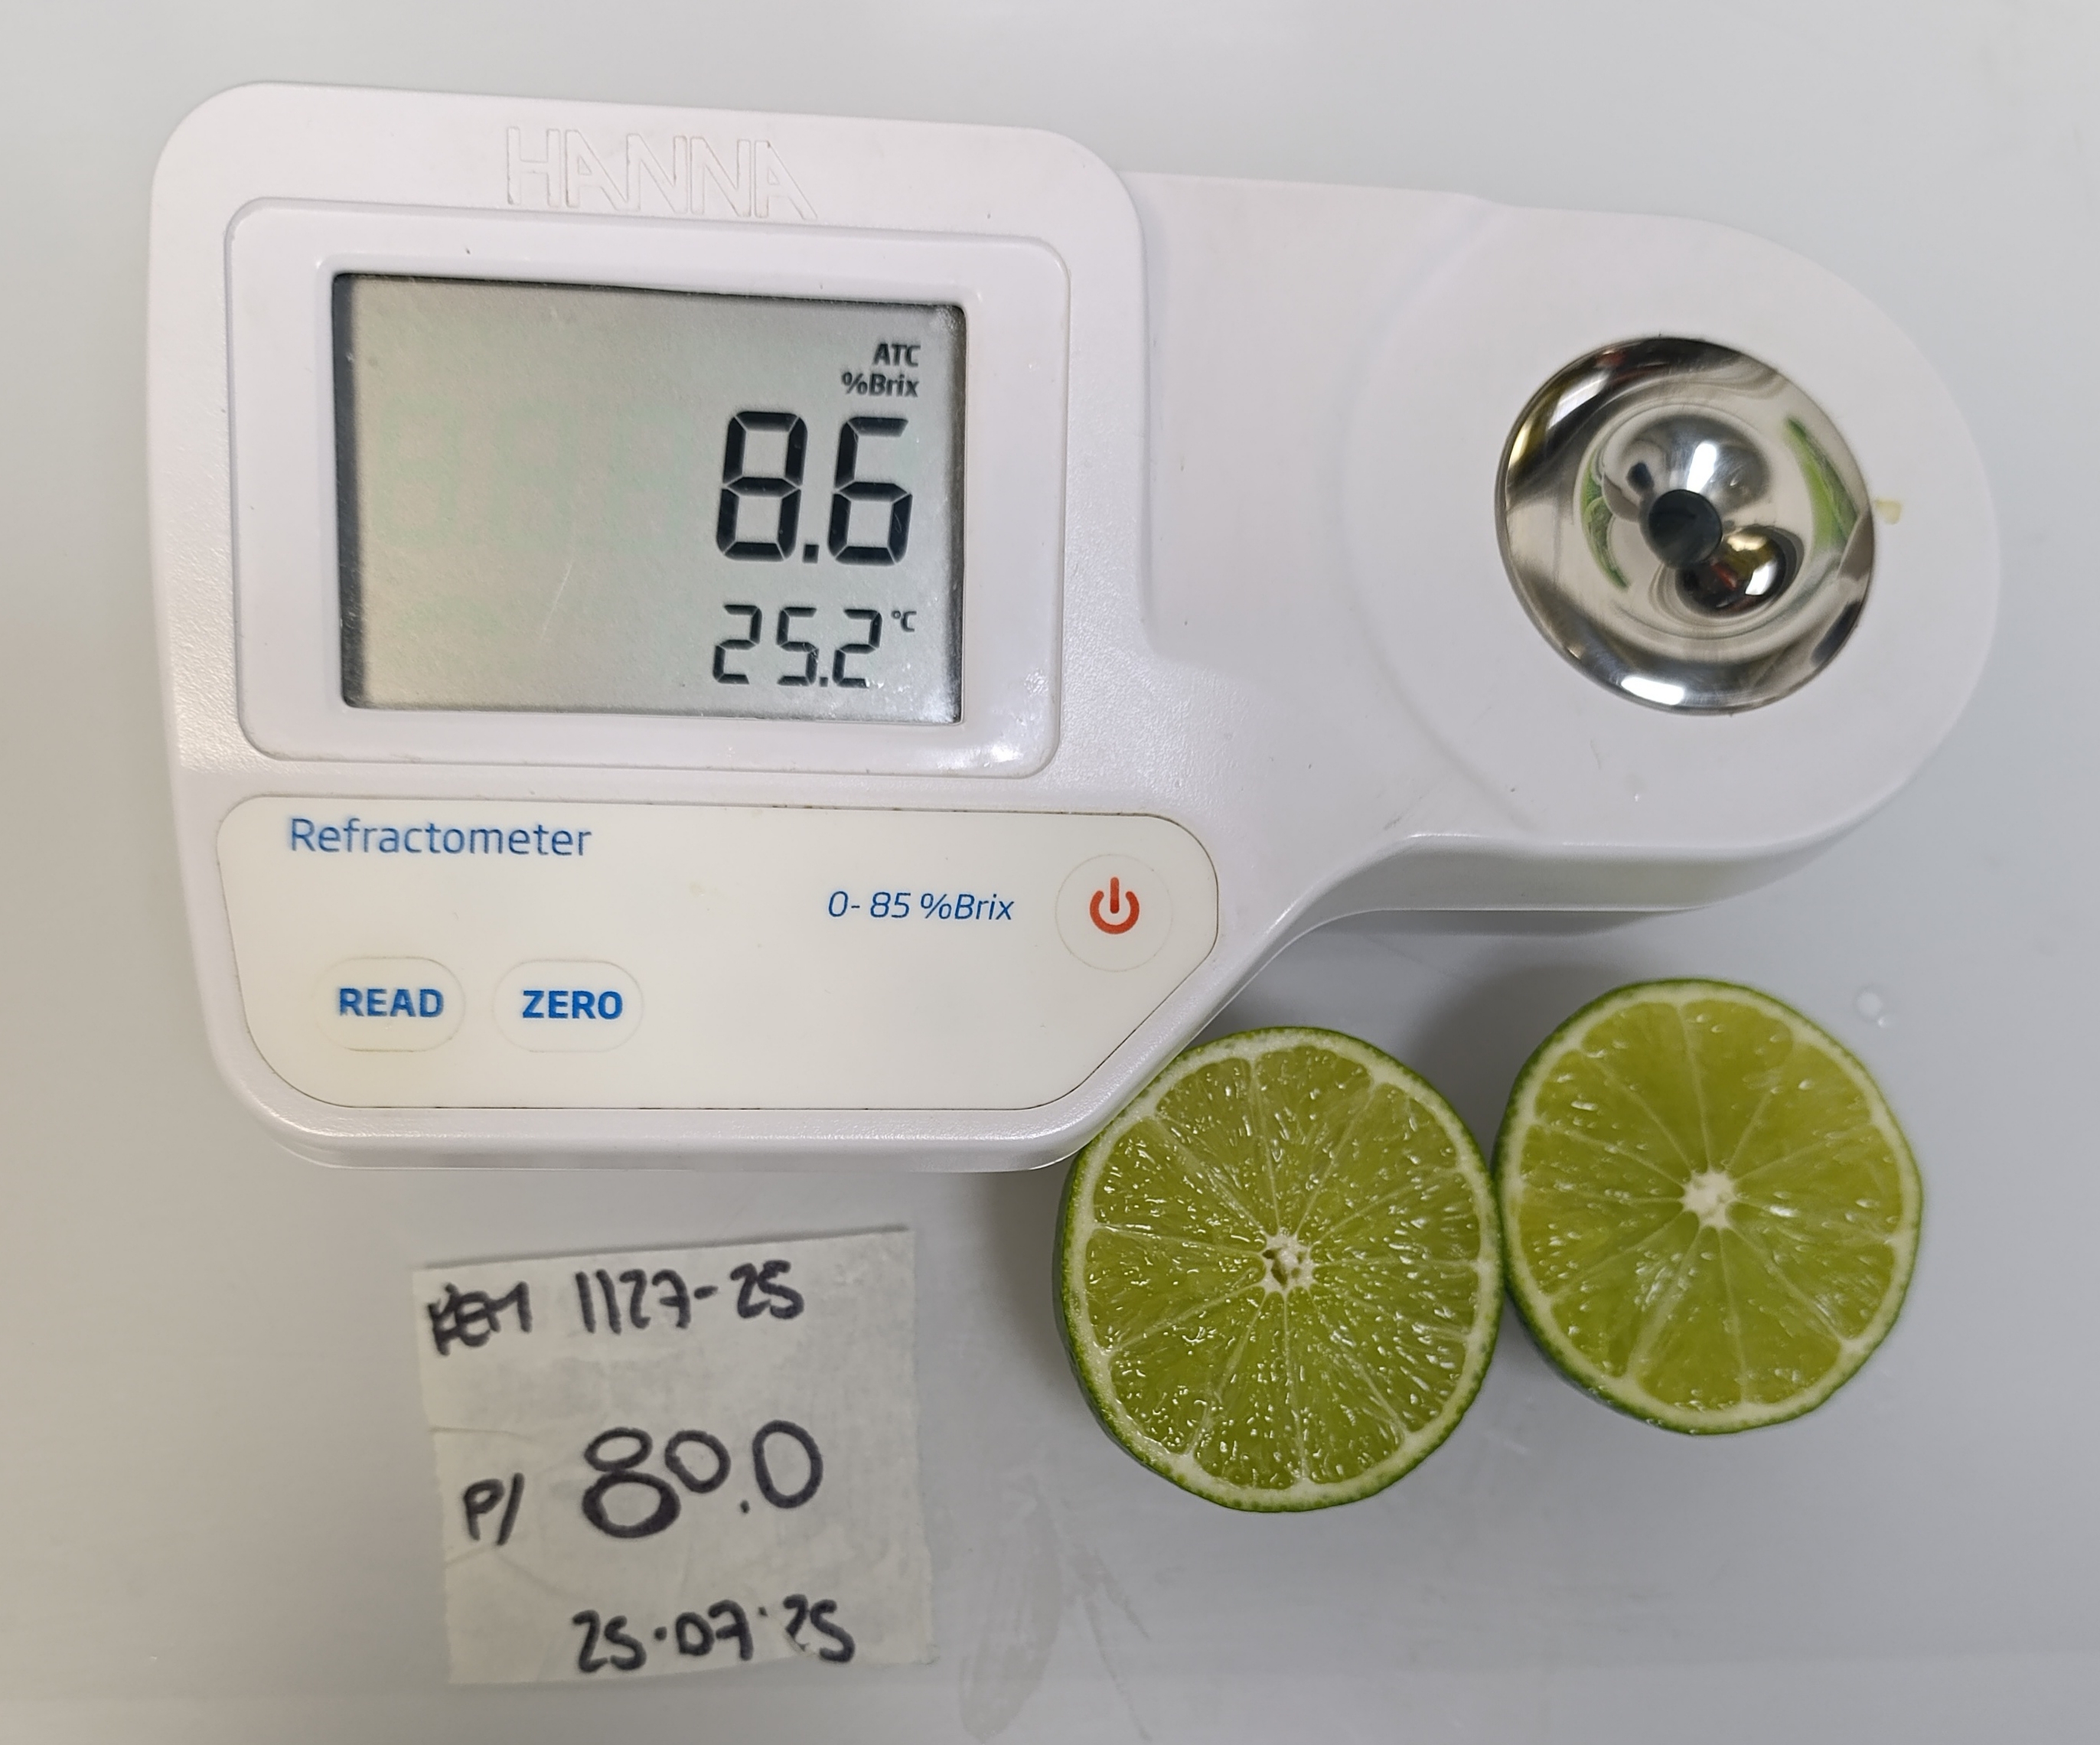 HANNA
ATC
%Brix
8.6
25.2 °C
Refractometer
0-85 %Brix
READ
ZERO
1127-25
P/ 80.0
25.07.25